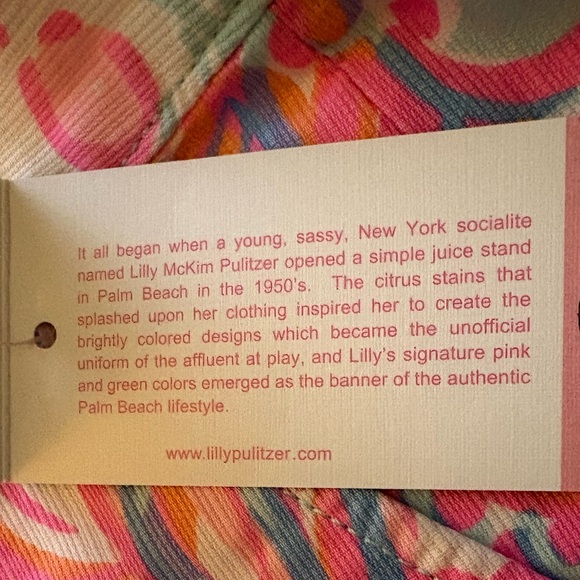 It all began when a young, sassy, New York socialite
named Lilly McKim Pulitzer opened a simple juice stand
in Palm Beach in the 1950's. The citrus stains that
splashed upon her clothing inspired her to create the
brightly colored designs which became the unofficial
uniform of the affluent at play, and Lilly's signature pink
and green colors emerged as the banner of the authentic
Palm Beach lifestyle.
www.lillypulitzer.com